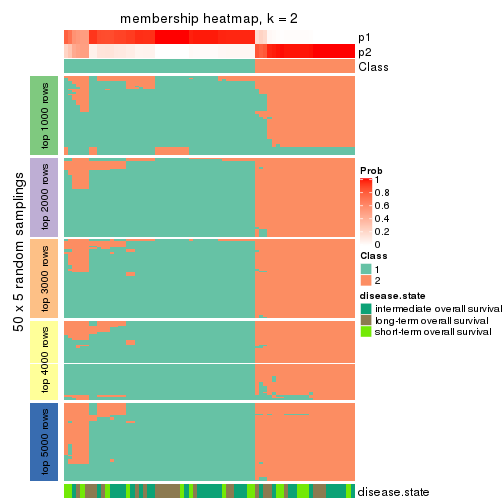 membership heatmap, k = 2
p1
p2
Class
50 x 5 random samplings
top 1000 rows
top 2000 rows
top 3000 rows
top 4000 rows
top 5000 rows
Prob
1
0.8
0.6
0.4
0.2
0
Class
1
2
disease.state
intermediate overall survival
long-term overall survival
short-term overall survival
disease.state